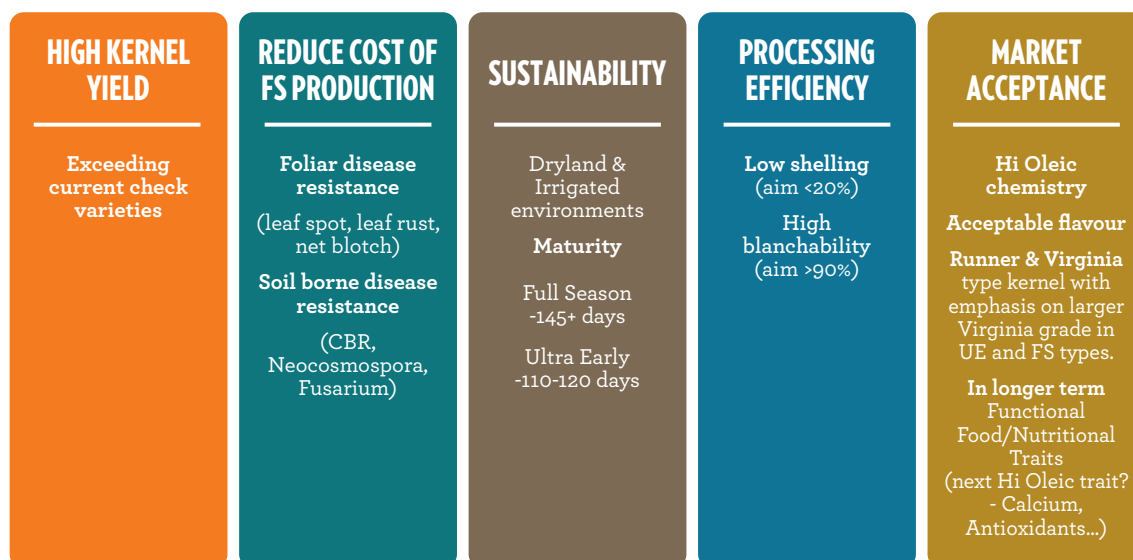 HIGH KERNEL
YIELD
Exceeding
current check
varieties
REDUCE COST OF
FS PRODUCTION
Foliar disease
resistance
(leaf spot, leaf rust,
net blotch)
Soil borne disease
resistance
(CBR,
Neocosmospora,
Fusarium)
SUSTAINABILITY
Dryland &
Irrigated
environments
Maturity
Full Season
-145+ days
Ultra Early
-110-120 days
PROCESSING
EFFICIENCY
Low shelling
(aim <20%)
High
blanchability
(aim >90%)
MARKET
ACCEPTANCE
Hi Oleic
chemistry
Acceptable flavour
Runner & Virginia
type kernel with
emphasis on larger
Virginia grade in
UE and FS types.
In longer term
Functional
Food/Nutritional
Traits
(next Hi Oleic trait?
- Calcium,
Antioxidants...)